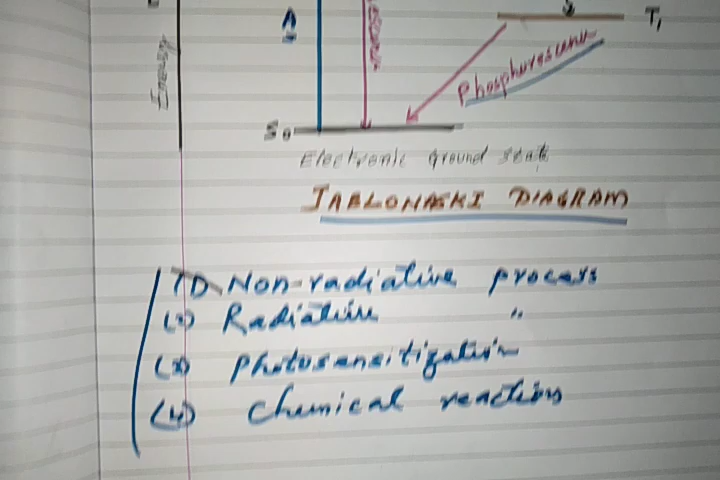 A
T1
Phosphorescence
Energy
S0
Electronic Ground state
JABLONASKI DIAGRAM
(1) Non-radiative process
(2) Radiative "
(3) Photosensitization
(4) Chemical reactions